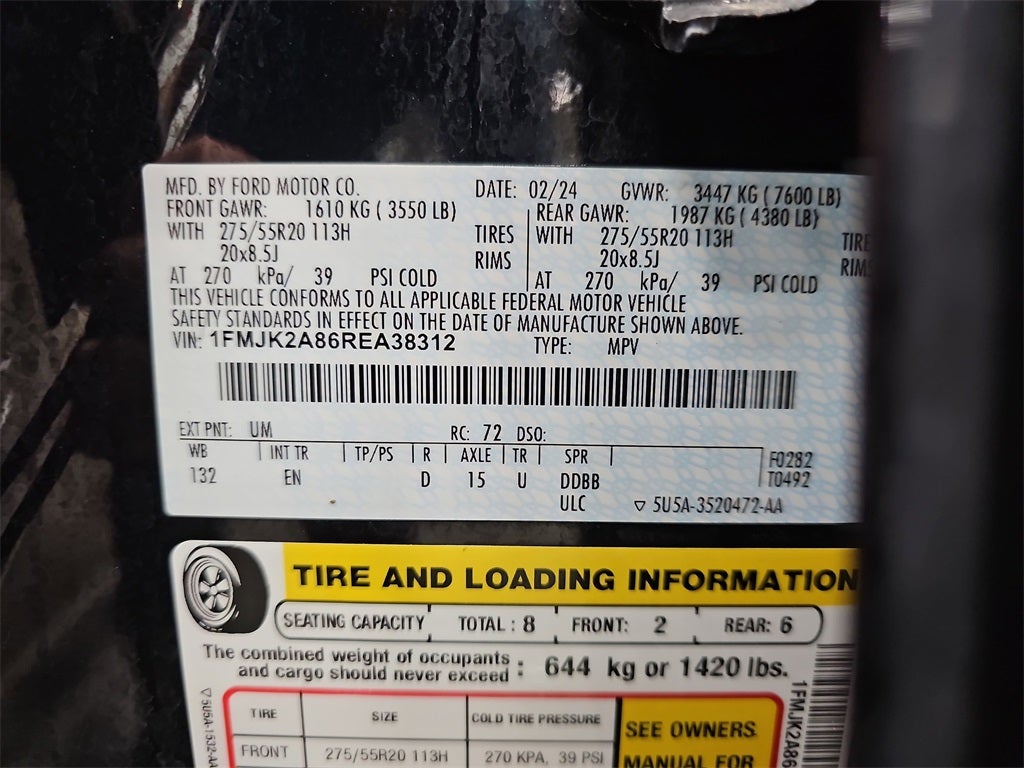 MFD. BY FORD MOTOR CO. DATE: 02/24 GVWR: 3447 KG ( 7600 LB)
FRONT GAWR: 1610 KG ( 3550 LB) REAR GAWR: 1987 KG ( 4380 LB)
WITH 275/55R20 113H TIRES WITH 275/55R20 113H TIRE
20x8.5J RIMS 20x8.5J RIMS
AT 270 kPa/ 39 PSI COLD AT 270 kPa/ 39 PSI COLD
THIS VEHICLE CONFORMS TO ALL APPLICABLE FEDERAL MOTOR VEHICLE
SAFETY STANDARDS IN EFFECT ON THE DATE OF MANUFACTURE SHOWN ABOVE.
VIN: 1FMJK2A86REA38312 TYPE: MPV
EXT PNT: UM RC: 72 DSO:
WB INT TR TP/PS R AXLE TR SPR F0282
132 EN D 15 U DDBB T0492
ULC ▽ 5U5A-3520472-AA
TIRE AND LOADING INFORMATION
SEATING CAPACITY TOTAL : 8 FRONT: 2 REAR: 6
The combined weight of occupants
and cargo should never exceed : 644 kg or 1420 lbs.
TIRE SIZE COLD TIRE PRESSURE SEE OWNERS
FRONT 275/55R20 113H 270 KPA, 39 PSI MANUAL FOR
▽5U5A-1532-AA
1FMJK2A86